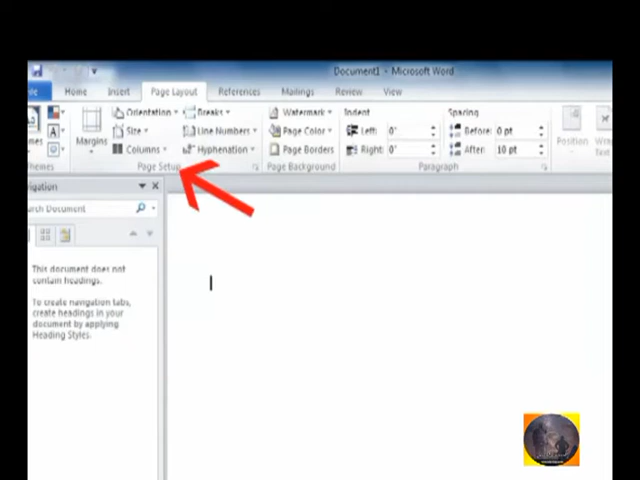 Document1 - Microsoft Word
Home Insert Page Layout References Mailings Review View
Orientation Breaks Watermark Indent Spacing
Margins Size Line Numbers Page Color Left: 0" Before: 0 pt Position
Columns Hyphenation Page Borders Right: 0" After: 10 pt Text
Page Setup Page Background Paragraph
This document does not
contain headings.
To create navigation tabs,
create headings in your
document by applying
Heading Styles.